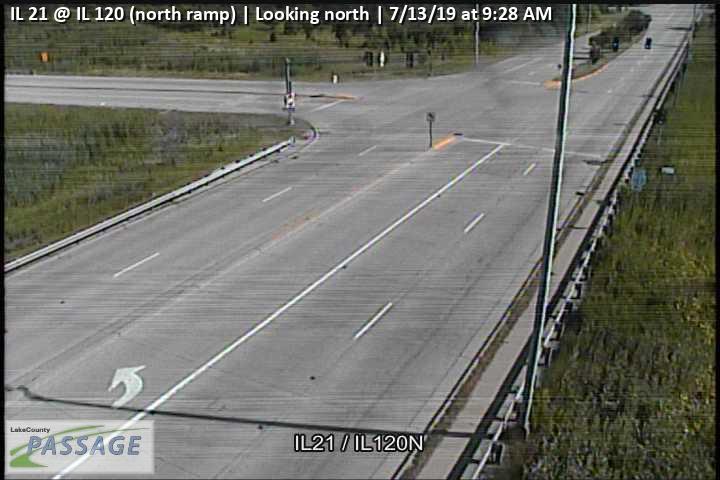 IL 21 @ IL 120 (north ramp) | Looking north | 7/13/19 at 9:28 AM
LakeCounty
PASSAGE
IL21 / IL120N